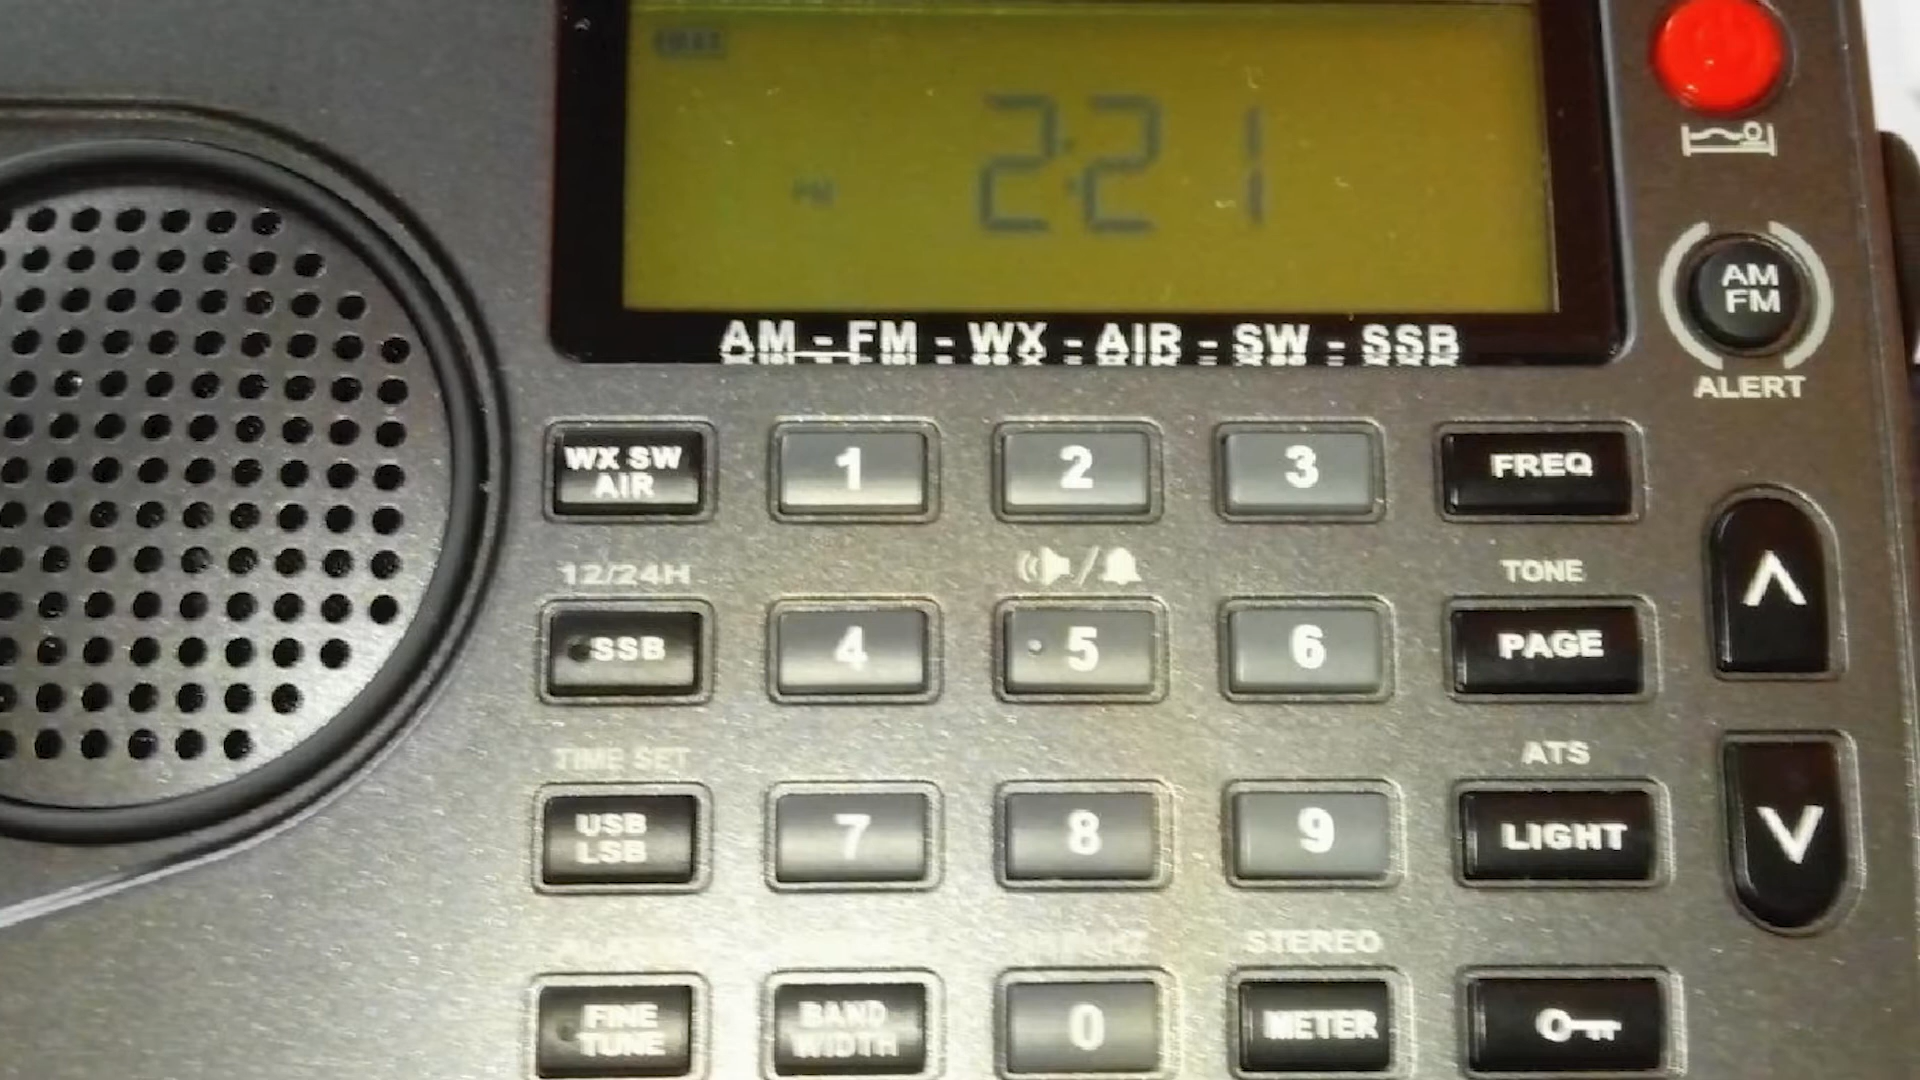 2:21
AM - FM - WX - AIR - SW - SSB
AM
FM
ALERT
WX SW
AIR
1
2
3
FREQ
12/24H
TONE
SSB
4
5
6
PAGE
TIME SET
ATS
USB
LSB
7
8
9
LIGHT
STEREO
FINE
TUNE
BAND
WIDTH
0
METER